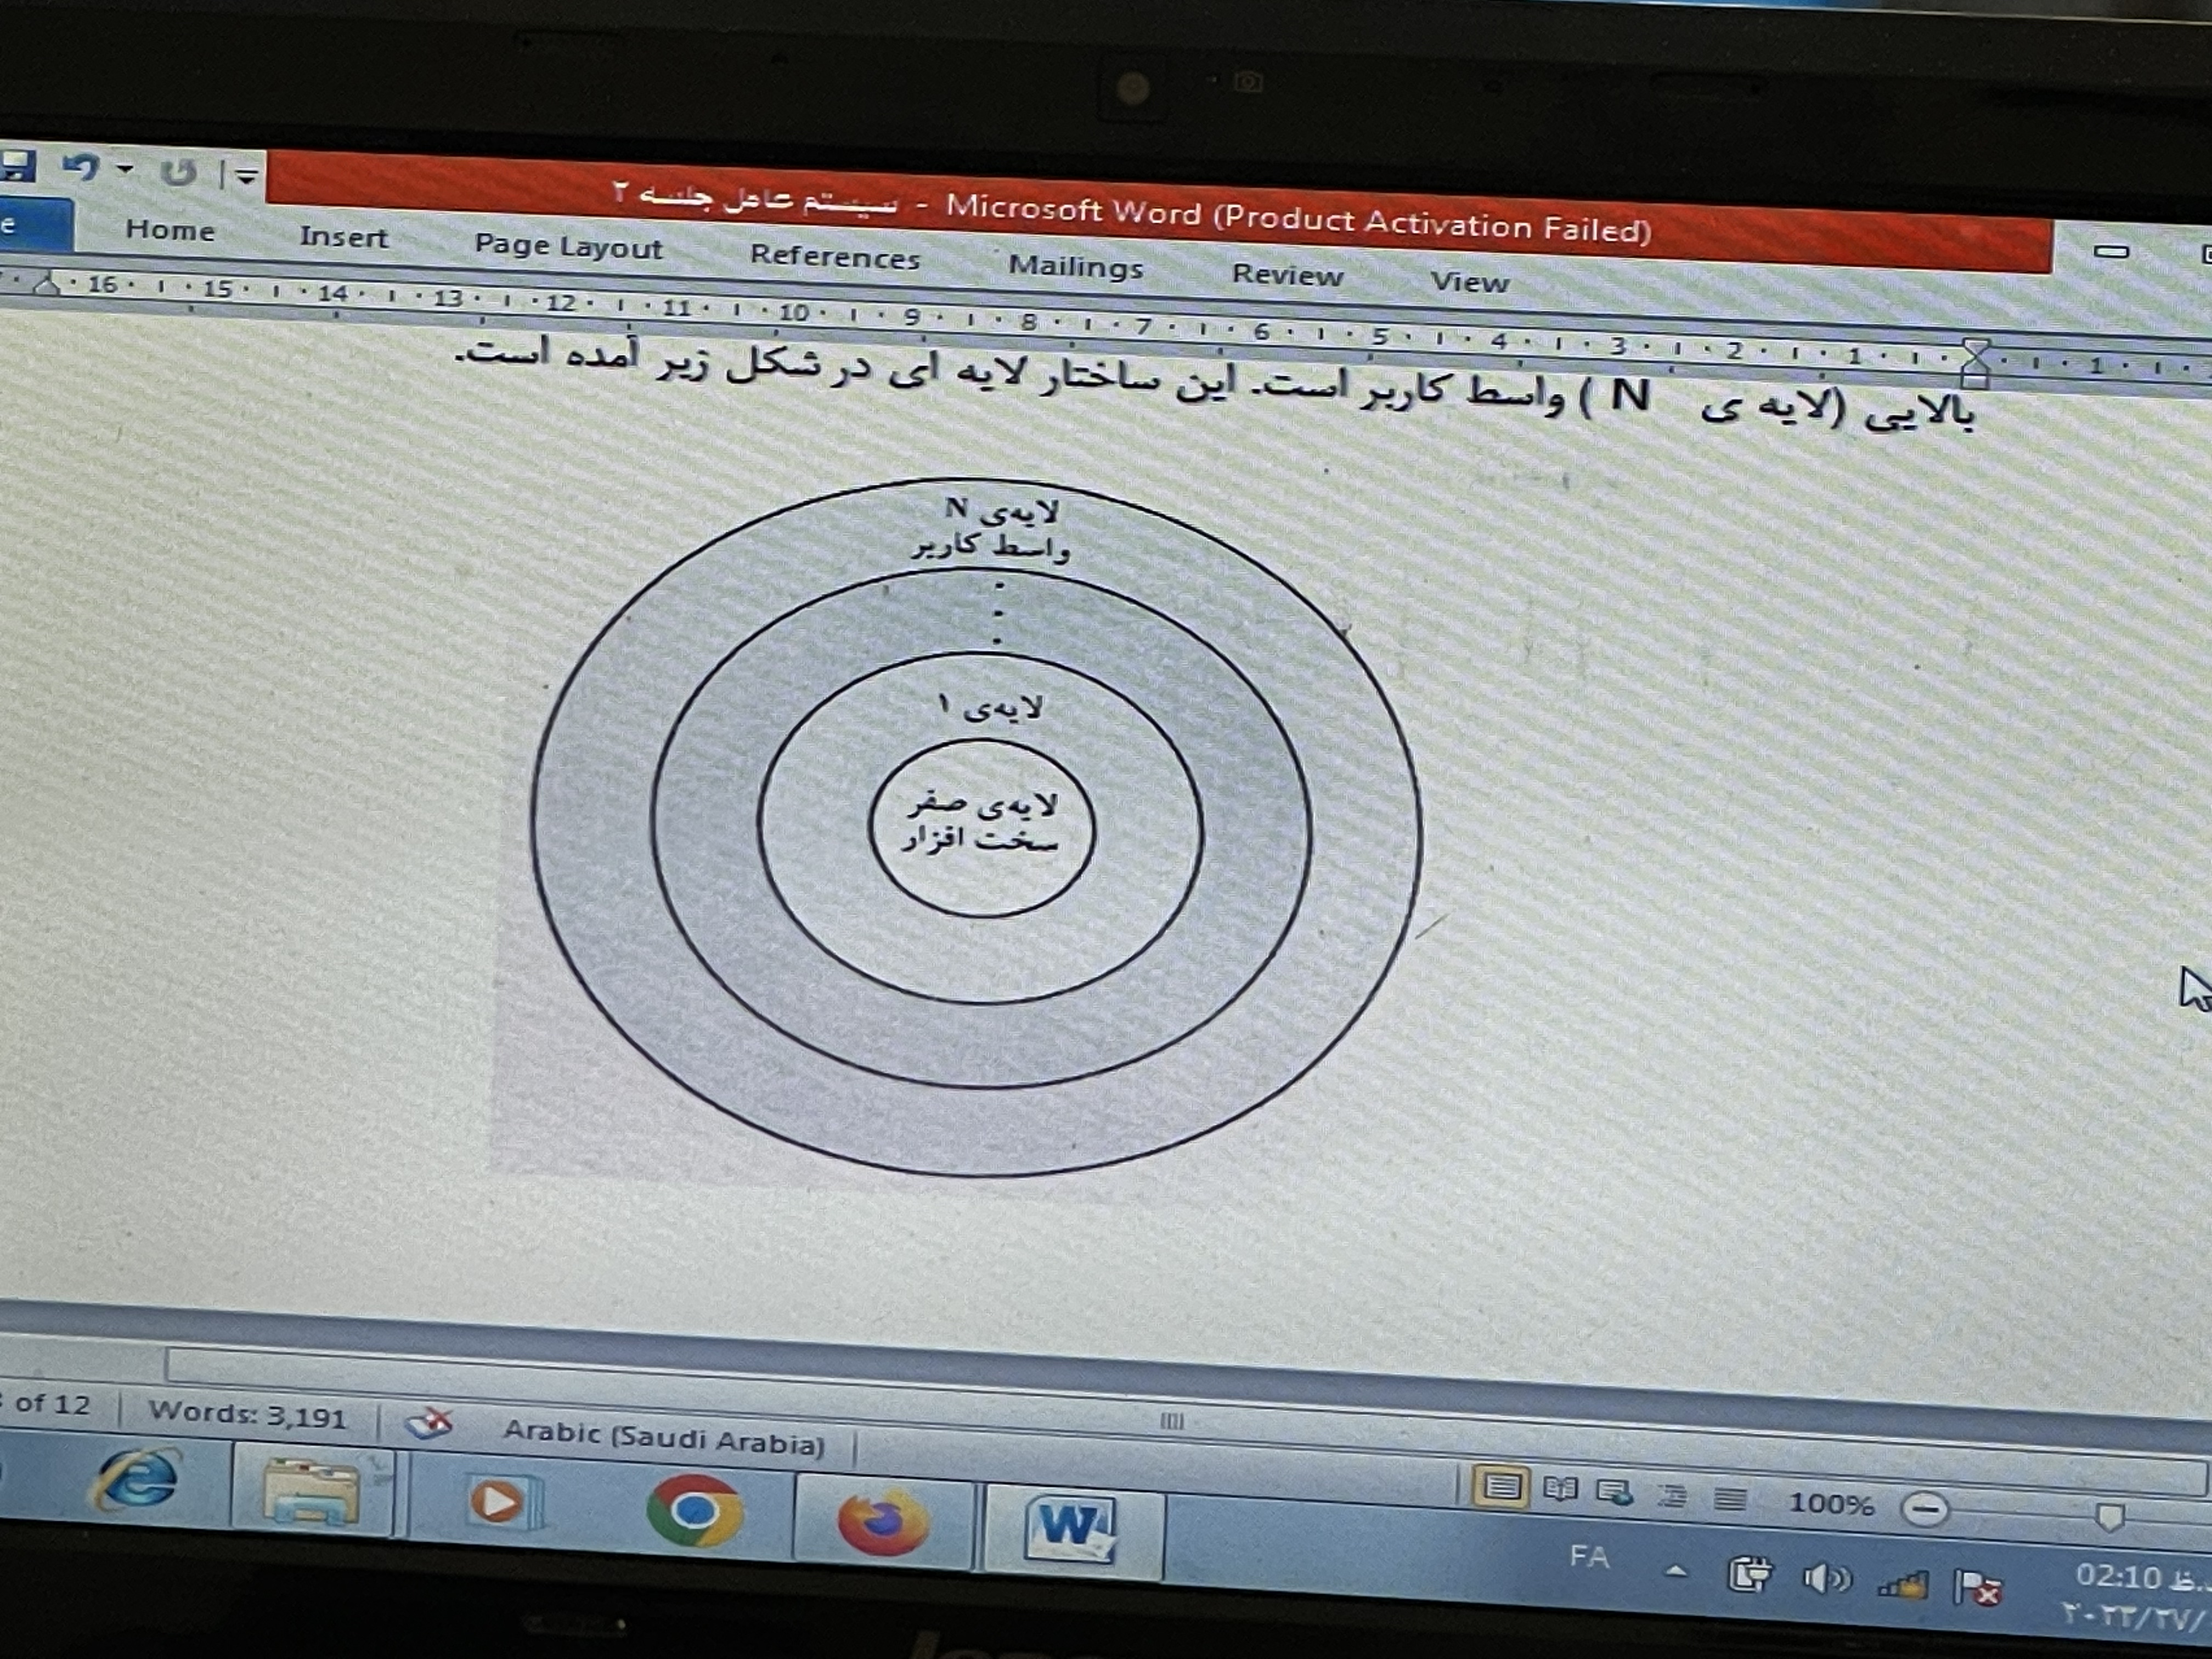 سیستم عامل جلسه ۲ - Microsoft Word (Product Activation Failed)
Home Insert Page Layout References Mailings Review View
16 15 14 13 12 11 10 9 8 7 6 5 4 3 2 1 1
بالایی (لایه ی N ) واسط کاربر است. این ساختار لایه ای در شکل زیر آمده است.
لایه‌ی N
واسط کاربر
لایه‌ی ۱
لایه‌ی صفر
سخت افزار
of 12 Words: 3,191 Arabic (Saudi Arabia)
100%
FA
02:10